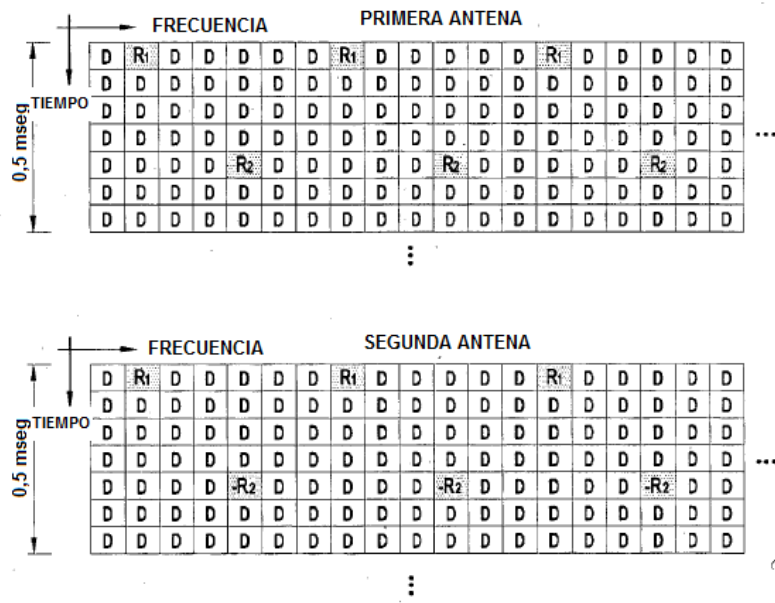 FRECUENCIA PRIMERA ANTENA
D R1 D D D D D R1 D D D D D R1 D D D D D
D D D D D D D D D D D D D D D D D D D
TIEMPO
D D D D D D D D D D D D D D D D D D D
D D D D D D D D D D D D D D D D D D D
...
0,5 mseg
D D D D R2 D D D D D R2 D D D D D R2 D D
D D D D D D D D D D D D D D D D D D D
D D D D D D D D D D D D D D D D D D D
FRECUENCIA SEGUNDA ANTENA
D R1 D D D D D R1 D D D D D R1 D D D D D
D D D D D D D D D D D D D D D D D D D
TIEMPO
D D D D D D D D D D D D D D D D D D D
D D D D D D D D D D D D D D D D D D D
...
0,5 mseg
D D D D -R2 D D D D D -R2 D D D D D -R2 D D
D D D D D D D D D D D D D D D D D D D
D D D D D D D D D D D D D D D D D D D